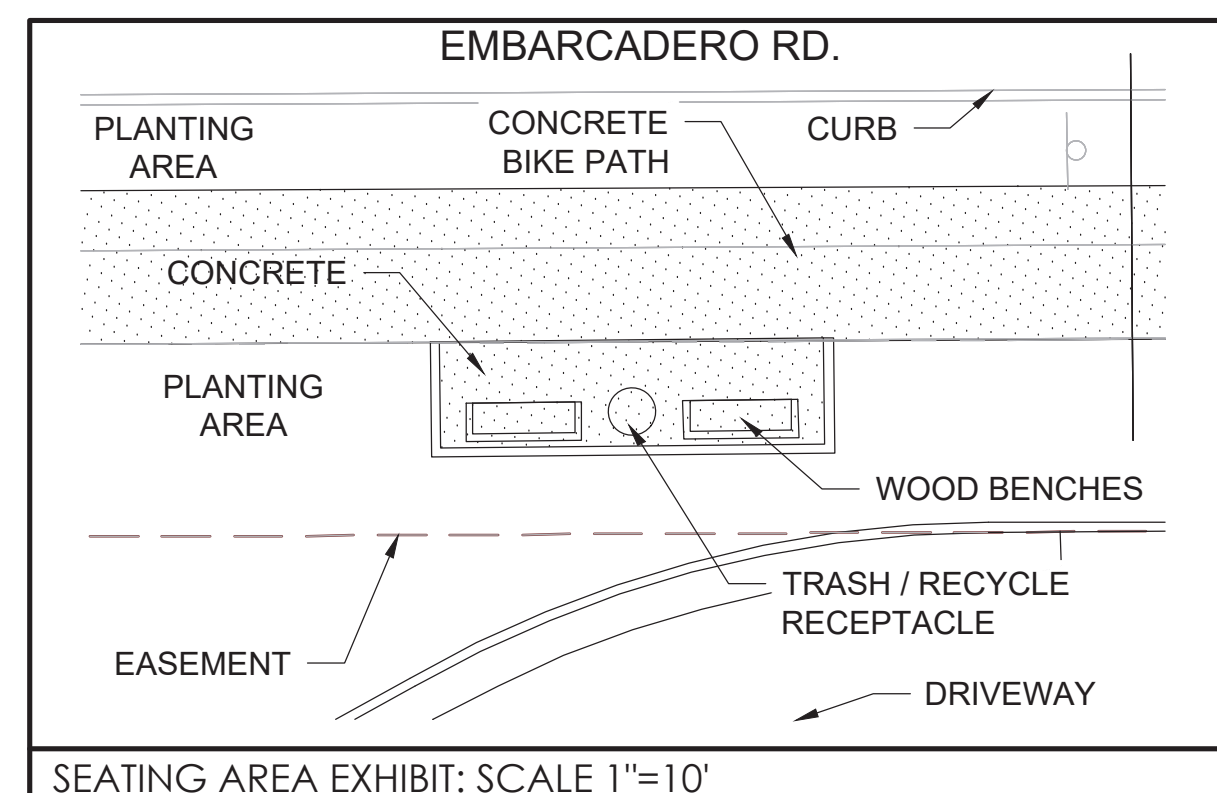 EMBARCADERO RD.
PLANTING
AREA
CONCRETE
BIKE PATH
CURB
CONCRETE
PLANTING
AREA
WOOD BENCHES
TRASH / RECYCLE
RECEPTACLE
EASEMENT
DRIVEWAY
SEATING AREA EXHIBIT: SCALE 1"=10'